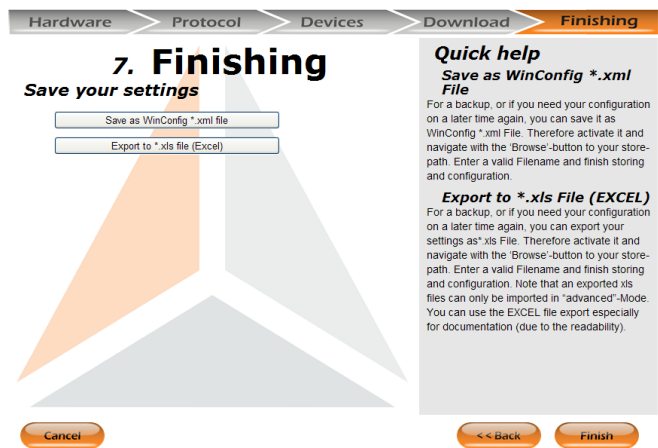 Hardware
Protocol
Devices
Download
Finishing
7. Finishing
Save your settings
Save as WinConfig *.xml file
Export to *.xls file (Excel)
Quick help
Save as WinConfig *.xml
File
For a backup, or if you need your configuration
on a later time again, you can save it as
WinConfig *.xml File. Therefore activate it and
navigate with the 'Browse'-button to your store-
path. Enter a valid Filename and finish storing
and configuration.
Export to *.xls File (EXCEL)
For a backup, or if you need your configuration
on a later time again, you can export your
settings as*.xls File. Therefore activate it and
navigate with the 'Browse'-button to your store-
path. Enter a valid Filename and finish storing
and configuration. Note that an exported xls
files can only be imported in "advanced"-Mode.
You can use the EXCEL file export especially
for documentation (due to the readability).
Cancel
<< Back
Finish